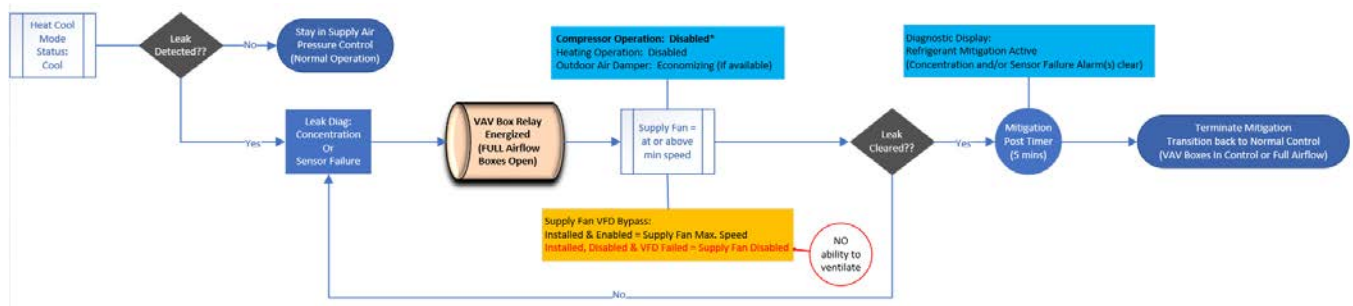 Heat Cool
Mode
Status:
Cool
Leak
Detected??
No
Stay in Supply Air
Pressure Control
(Normal Operation)
Yes
Leak Diag:
Concentration
Or
Sensor Failure
VAV Box Relay
Energized
(FULL Airflow
Boxes Open)
Compressor Operation: Disabled*
Heating Operation: Disabled
Outdoor Air Damper: Economizing (if available)
Supply Fan =
at or above
min speed
Supply Fan VFD Bypass:
Installed & Enabled = Supply Fan Max. Speed
Installed, Disabled & VFD Failed = Supply Fan Disabled
NO
ability to
ventilate
Leak
Cleared??
No
Yes
Diagnostic Display:
Refrigerant Mitigation Active
(Concentration and/or Sensor Failure Alarm(s) clear)
Mitigation
Post Timer
(5 mins)
Terminate Mitigation
Transition back to Normal Control
(VAV Boxes In Control or Full Airflow)